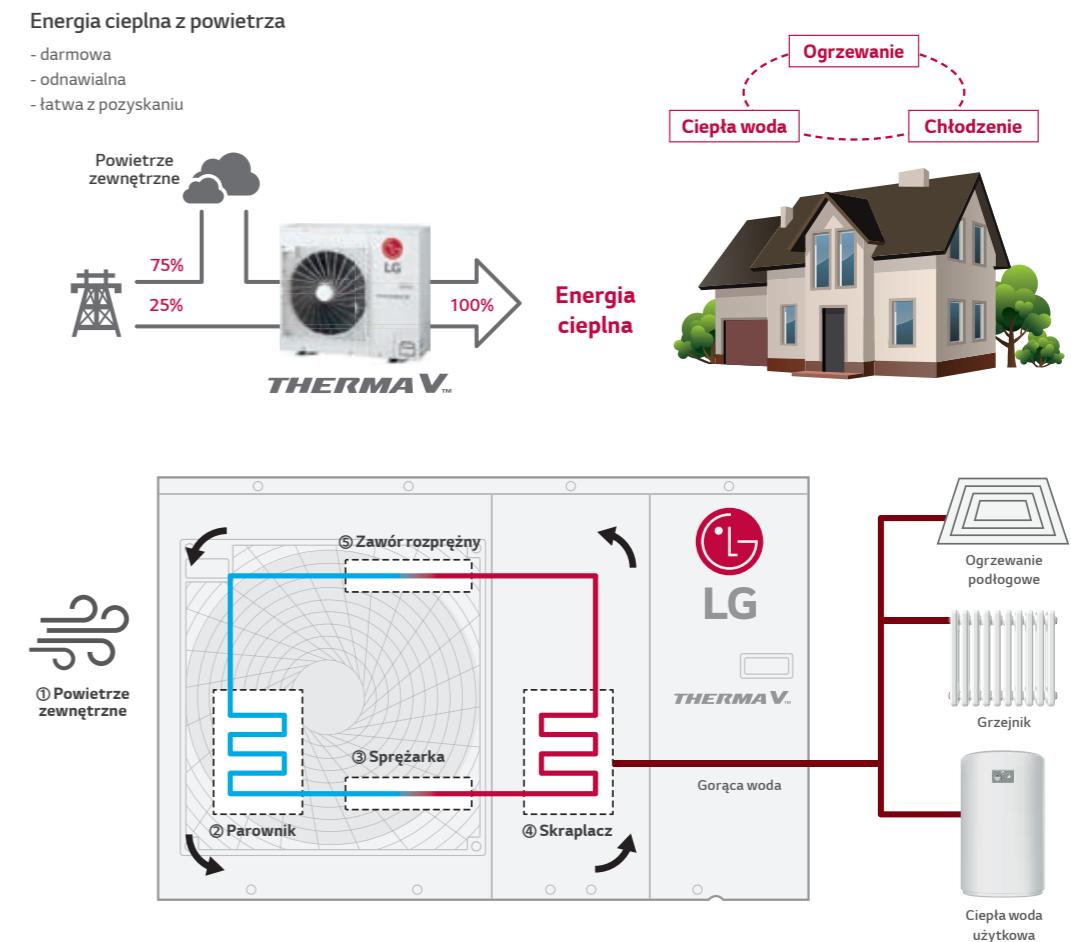 Energia cieplna z powietrza
- darmowa
- odnawialna
- łatwa z pozyskaniu
Ogrzewanie
Ciepła woda
Chłodzenie
Powietrze
zewnętrzne
75%
25%
LG
100%
THERMA V™
Energia
cieplna
⑤ Zawór rozprężny
① Powietrze
zewnętrzne
③ Sprężarka
② Parownik
④ Skraplacz
LG
THERMA V™
Gorąca woda
Ogrzewanie
podłogowe
Grzejnik
Ciepła woda
użytkowa